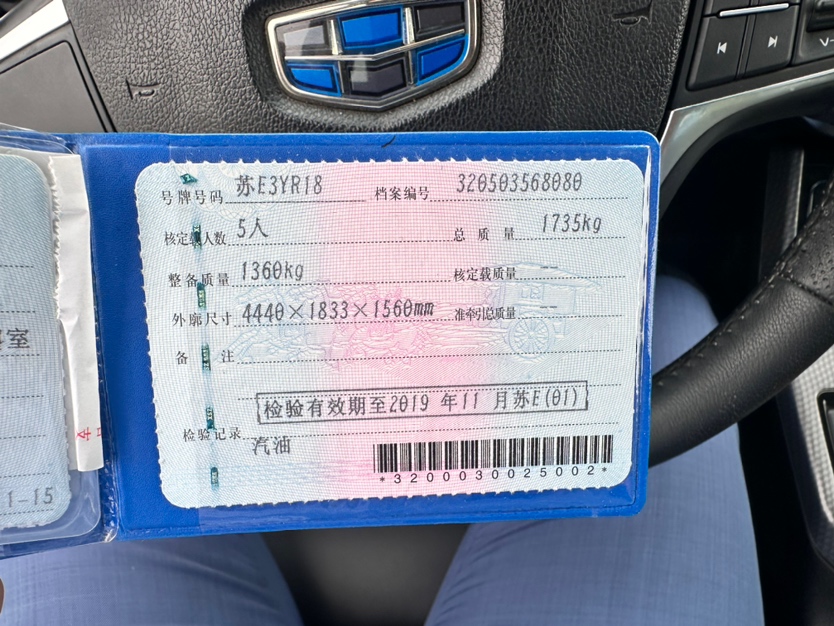 号牌号码 苏E3YR18 档案编号 320503568080
核定载人数 5人 总质量 1735kg
整备质量 1360kg 核定载质量 --
外廓尺寸 4440×1833×1560mm 准牵引总质量 --
备注
检验有效期至2019年11月苏E(01)
检验记录
汽油
*3200030025002*
室
1-15
V-